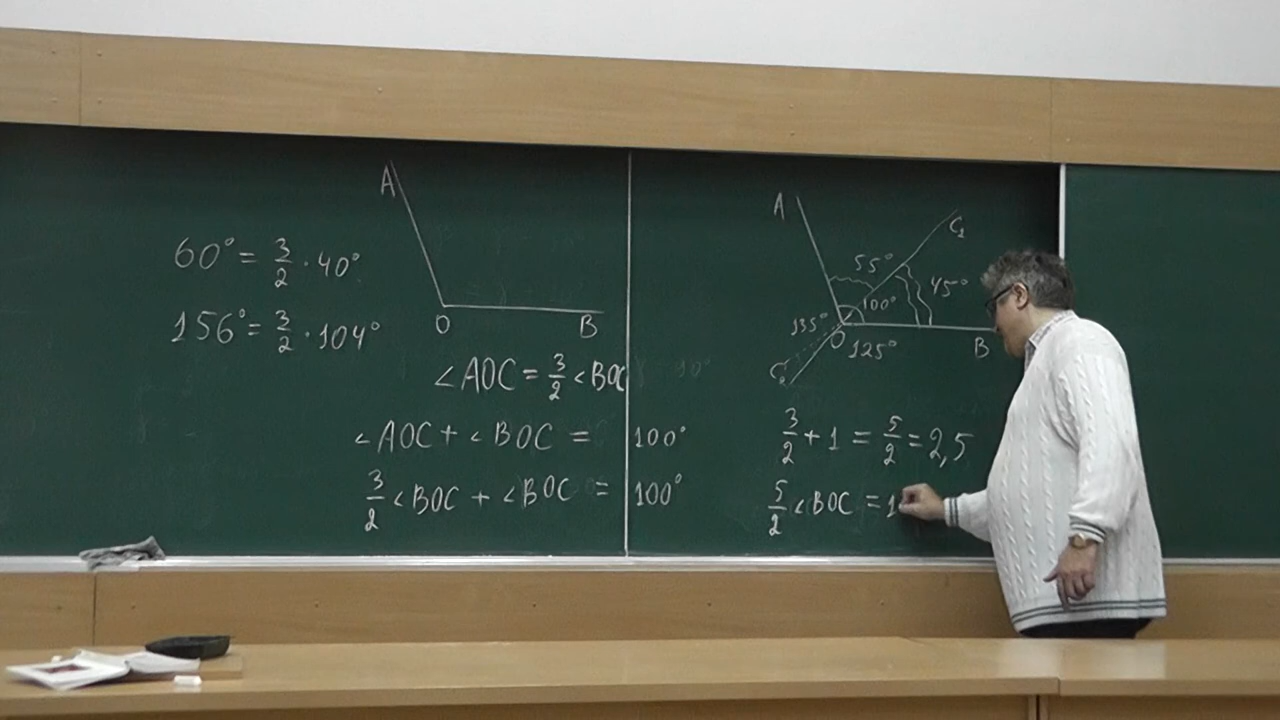 60° = 3/2 · 40°
156° = 3/2 · 104°
A
O
B
∠AOC = 3/2 ∠BOC
∠AOC + ∠BOC = 100°
3/2 ∠BOC + ∠BOC = 100°
A
C₁
55°
45°
100°
135°
O
125°
B
C₂
3/2 + 1 = 5/2 = 2,5
5/2 ∠BOC = 1